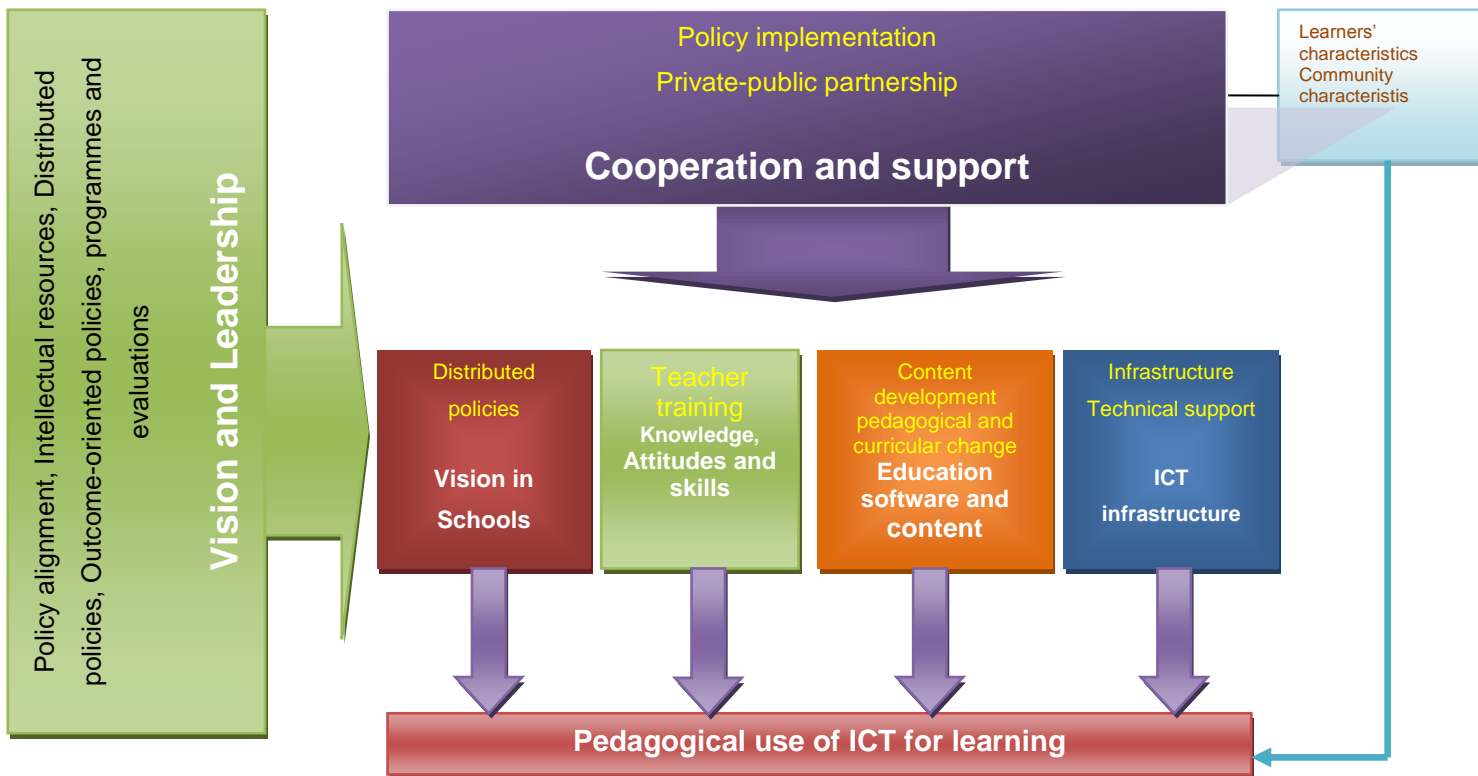 Policy alignment, Intellectual resources, Distributed
policies, Outcome-oriented policies, programmes and
evaluations
Vision and Leadership
Policy implementation
Private-public partnership
Cooperation and support
Learners’
characteristics
Community
characteristis
Distributed
policies
Vision in
Schools
Teacher
training
Knowledge,
Attitudes and
skills
Content
development
pedagogical and
curricular change
Education
software and
content
Infrastructure
Technical support
ICT
infrastructure
Pedagogical use of ICT for learning